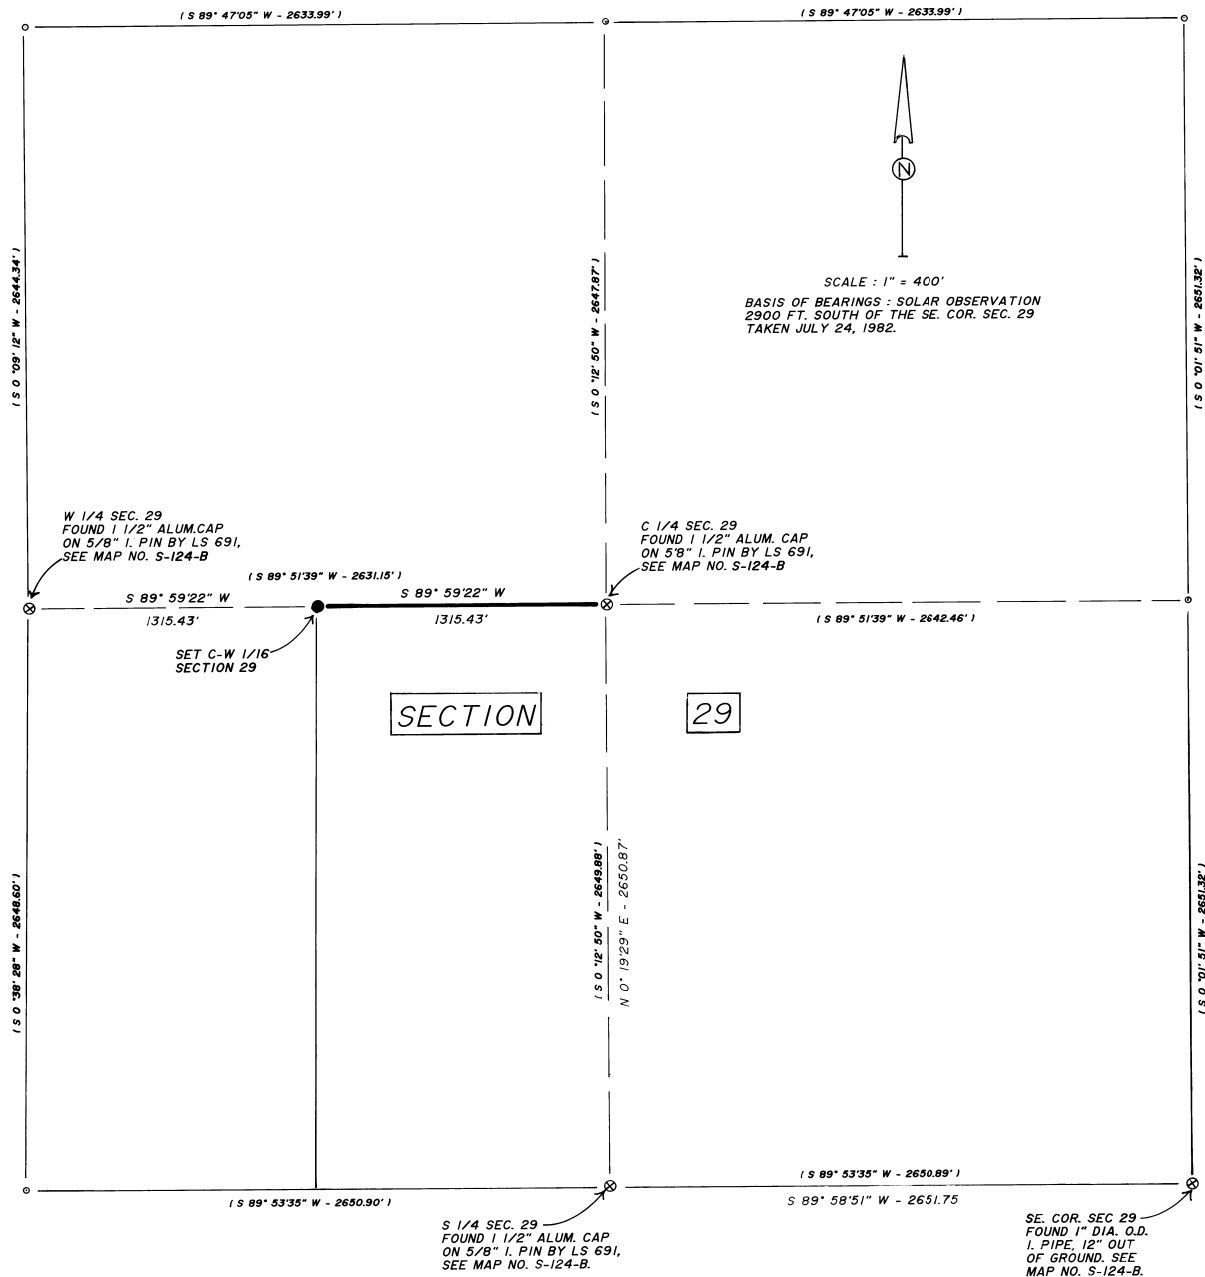 ( S 89° 47'05" W - 2633.99' )
( S 89° 47'05" W - 2633.99' )
( S 0 °09' 12" W - 2644.34' )
( S 0 °12' 50" W - 2647.87' )
( S 0 °01' 51" W - 2651.32' )
N
SCALE : 1" = 400'
BASIS OF BEARINGS : SOLAR OBSERVATION
2900 FT. SOUTH OF THE SE. COR. SEC. 29
TAKEN JULY 24, 1982.
W 1/4 SEC. 29
FOUND 1 1/2" ALUM.CAP
ON 5/8" I. PIN BY LS 691,
SEE MAP NO. S-124-B
C 1/4 SEC. 29
FOUND 1 1/2" ALUM. CAP
ON 5'8" I. PIN BY LS 691,
SEE MAP NO. S-124-B
( S 89° 51'39" W - 2631.15' )
S 89° 59'22" W
S 89° 59'22" W
1315.43'
1315.43'
( S 89° 51'39" W - 2642.46' )
SET C-W 1/16
SECTION 29
SECTION
29
( S 0 °38' 28" W - 2648.60' )
( S 0 °12' 50" W - 2649.88' )
N 0° 19'29" E - 2650.87'
( S 0 °01' 51" W - 2651.32' )
( S 89° 53'35" W - 2650.90' )
( S 89° 53'35" W - 2650.89' )
S 89° 58'51" W - 2651.75
S 1/4 SEC. 29
FOUND 1 1/2" ALUM. CAP
ON 5/8" I. PIN BY LS 691,
SEE MAP NO. S-124-B.
SE. COR. SEC 29
FOUND 1" DIA. O.D.
I. PIPE, 12" OUT
OF GROUND. SEE
MAP NO. S-124-B.